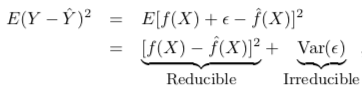 E(Y − Ŷ)² = E[f(X) + ϵ − f̂(X)]²
= [f(X) − f̂(X)]² + Var(ϵ) .
Reducible Irreducible